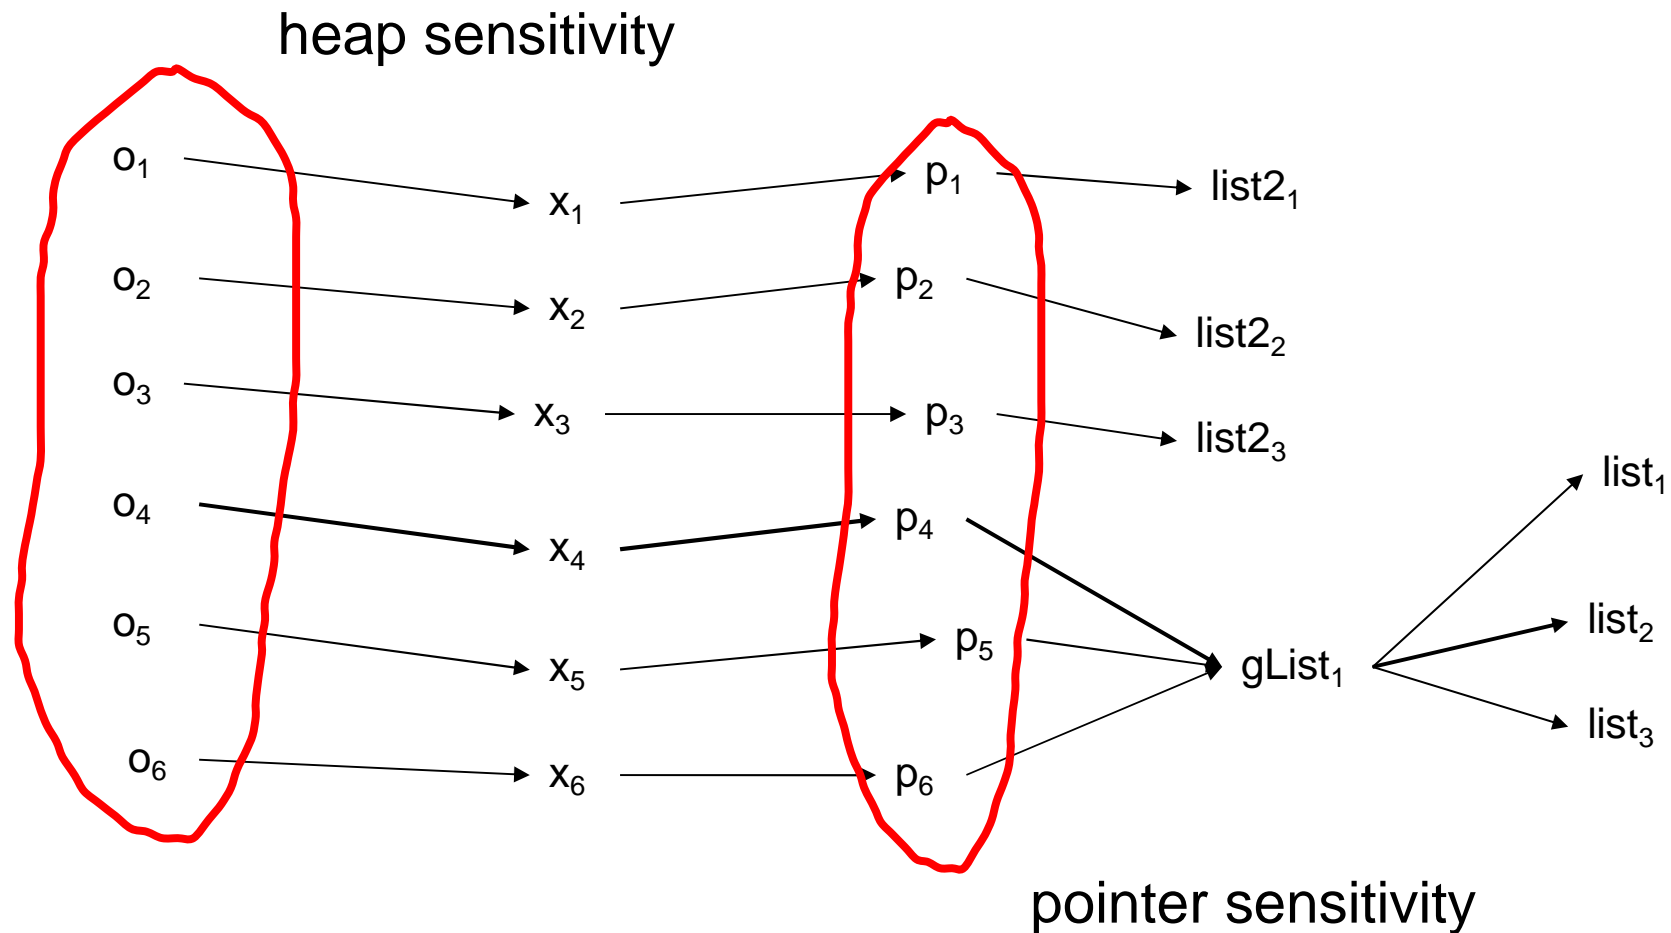 heap sensitivity
o₁
x₁
p₁
list2₁
o₂
x₂
p₂
list2₂
o₃
x₃
p₃
list2₃
list₁
o₄
x₄
p₄
list₂
o₅
x₅
p₅
gList₁
list₃
o₆
x₆
p₆
pointer sensitivity